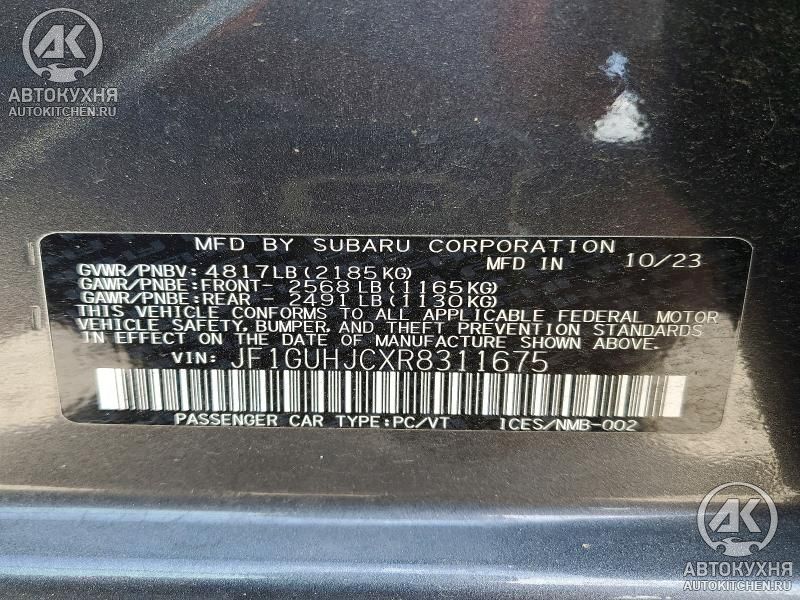 AK
АВТОКУХНЯ
AUTOKITCHEN.RU
MFD BY SUBARU CORPORATION
GVWR/PNBV: 4817LB(2185KG) MFD IN 10/23
GAWR/PNBE:FRONT- 2568LB(1165KG)
GAWR/PNBE:REAR - 2491LB(1130KG)
THIS VEHICLE CONFORMS TO ALL APPLICABLE FEDERAL MOTOR
VEHICLE SAFETY, BUMPER, AND THEFT PREVENTION STANDARDS
IN EFFECT ON THE DATE OF MANUFACTURE SHOWN ABOVE.
VIN: JF1GUHJCXR8311675
PASSENGER CAR TYPE:PC/VT ICES/NMB-002
AK
АВТОКУХНЯ
AUTOKITCHEN.RU